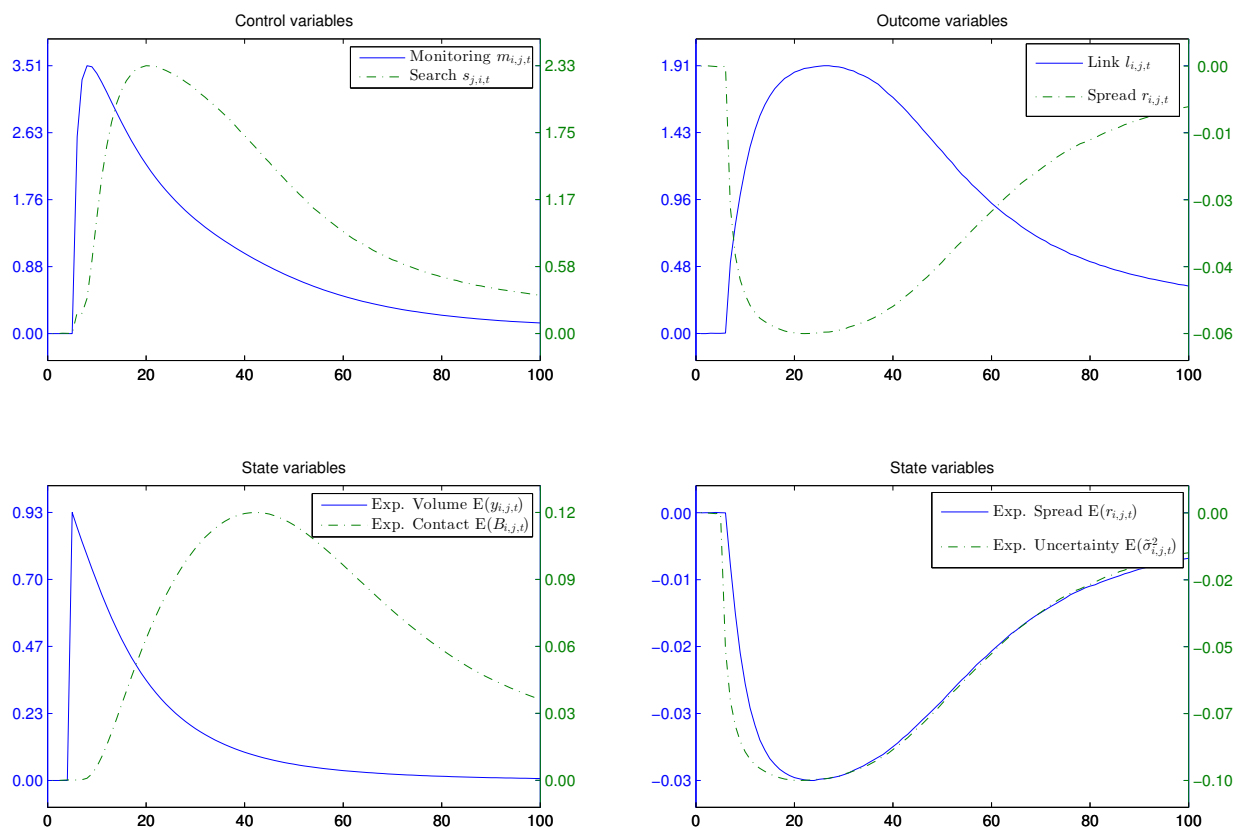 Control variables
3.51
2.63
1.76
0.88
0.00
2.33
1.75
1.17
0.58
0.00
Monitoring $m_{i,j,t}$
Search $s_{j,i,t}$
0 20 40 60 80 100
Outcome variables
1.91
1.43
0.96
0.48
0.00
0.00
−0.01
−0.03
−0.04
−0.06
Link $l_{i,j,t}$
Spread $r_{i,j,t}$
0 20 40 60 80 100
State variables
0.93
0.70
0.47
0.23
0.00
0.12
0.09
0.06
0.03
0.00
Exp. Volume E($y_{i,j,t}$)
Exp. Contact E($B_{i,j,t}$)
0 20 40 60 80 100
State variables
0.00
−0.01
−0.02
−0.03
−0.03
0.00
−0.02
−0.05
−0.07
−0.10
Exp. Spread E($r_{i,j,t}$)
Exp. Uncertainty E($\tilde{\sigma}^2_{i,j,t}$)
0 20 40 60 80 100